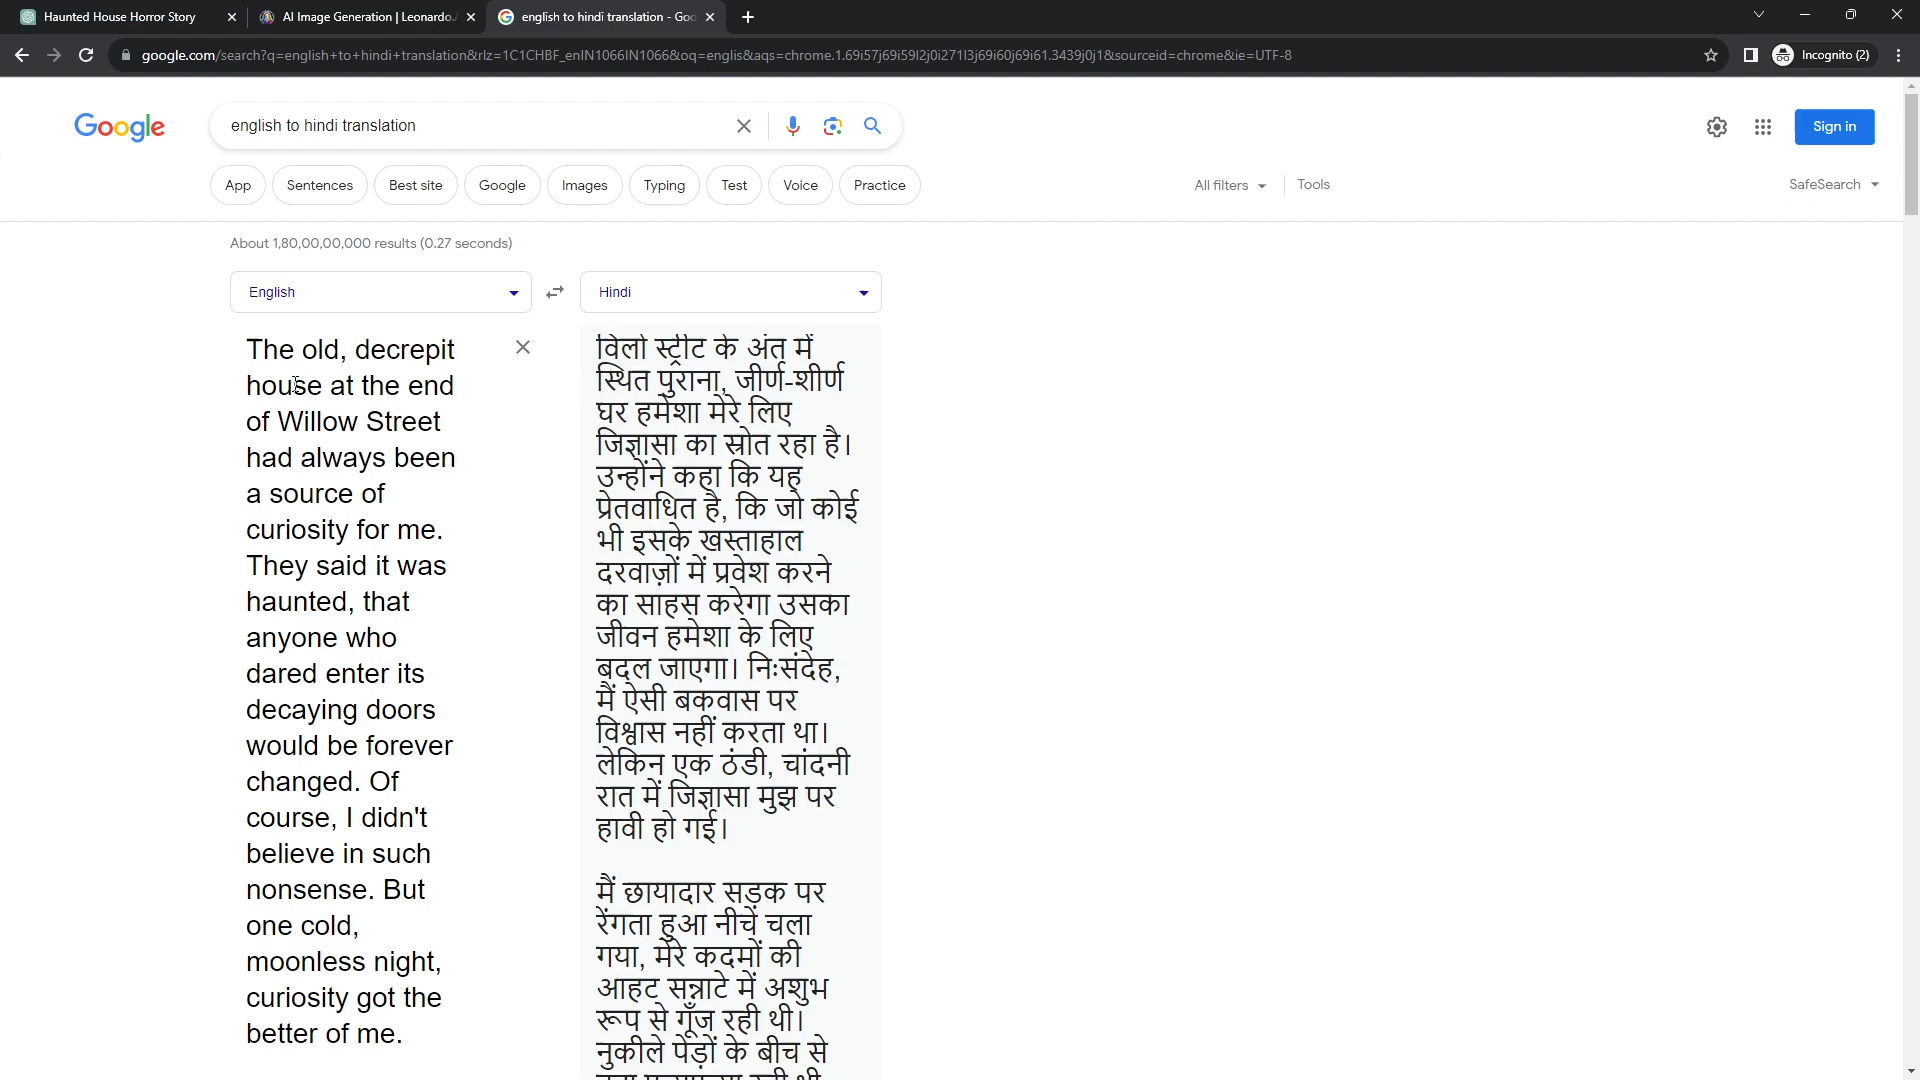 Haunted House Horror Story
AI Image Generation | Leonardo.
english to hindi translation - Goo
google.com/search?q=english+to+hindi+translation&rlz=1C1CHBF_enIN1066IN1066&oq=englis&aqs=chrome.1.69i57j69i59l2j0i271l3j69i60j69i61.3439j0j1&sourceid=chrome&ie=UTF-8
Incognito (2)
Google
english to hindi translation
Sign in
App
Sentences
Best site
Google
Images
Typing
Test
Voice
Practice
All filters
Tools
SafeSearch
About 1,80,00,00,000 results (0.27 seconds)
English
Hindi
The old, decrepit
house at the end
of Willow Street
had always been
a source of
curiosity for me.
They said it was
haunted, that
anyone who
dared enter its
decaying doors
would be forever
changed. Of
course, I didn't
believe in such
nonsense. But
one cold,
moonless night,
curiosity got the
better of me.
विलो स्ट्रीट के अंत में
स्थित पुराना, जीर्ण-शीर्ण
घर हमेशा मेरे लिए
जिज्ञासा का स्रोत रहा है।
उन्होंने कहा कि यह
प्रेतवाधित है, कि जो कोई
भी इसके खस्ताहाल
दरवाज़ों में प्रवेश करने
का साहस करेगा उसका
जीवन हमेशा के लिए
बदल जाएगा। निःसंदेह,
मैं ऐसी बकवास पर
विश्वास नहीं करता था।
लेकिन एक ठंडी, चांदनी
रात में जिज्ञासा मुझ पर
हावी हो गई।
मैं छायादार सड़क पर
रेंगता हुआ नीचे चला
गया, मेरे कदमों की
आहट सन्नाटे में अशुभ
रूप से गूँज रही थी।
नुकीले पेड़ों के बीच से